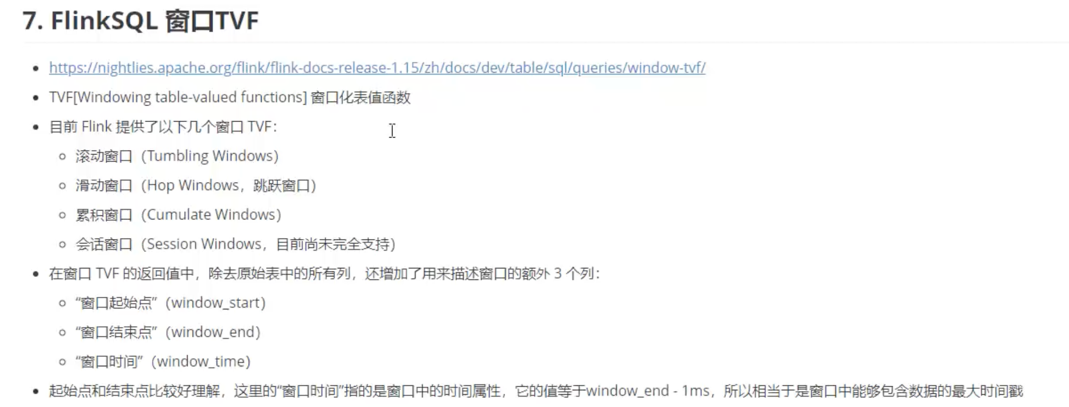 7. FlinkSQL 窗口TVF
https://nightlies.apache.org/flink/flink-docs-release-1.15/zh/docs/dev/table/sql/queries/window-tvf/
TVF[Windowing table-valued functions] 窗口化表值函数
目前 Flink 提供了以下几个窗口 TVF：
滚动窗口（Tumbling Windows）
滑动窗口（Hop Windows，跳跃窗口）
累积窗口（Cumulate Windows）
会话窗口（Session Windows，目前尚未完全支持）
在窗口 TVF 的返回值中，除去原始表中的所有列，还增加了用来描述窗口的额外 3 个列：
“窗口起始点”（window_start）
“窗口结束点”（window_end）
“窗口时间”（window_time）
起始点和结束点比较好理解，这里的“窗口时间”指的是窗口中的时间属性，它的值等于window_end - 1ms，所以相当于是窗口中能够包含数据的最大时间戳